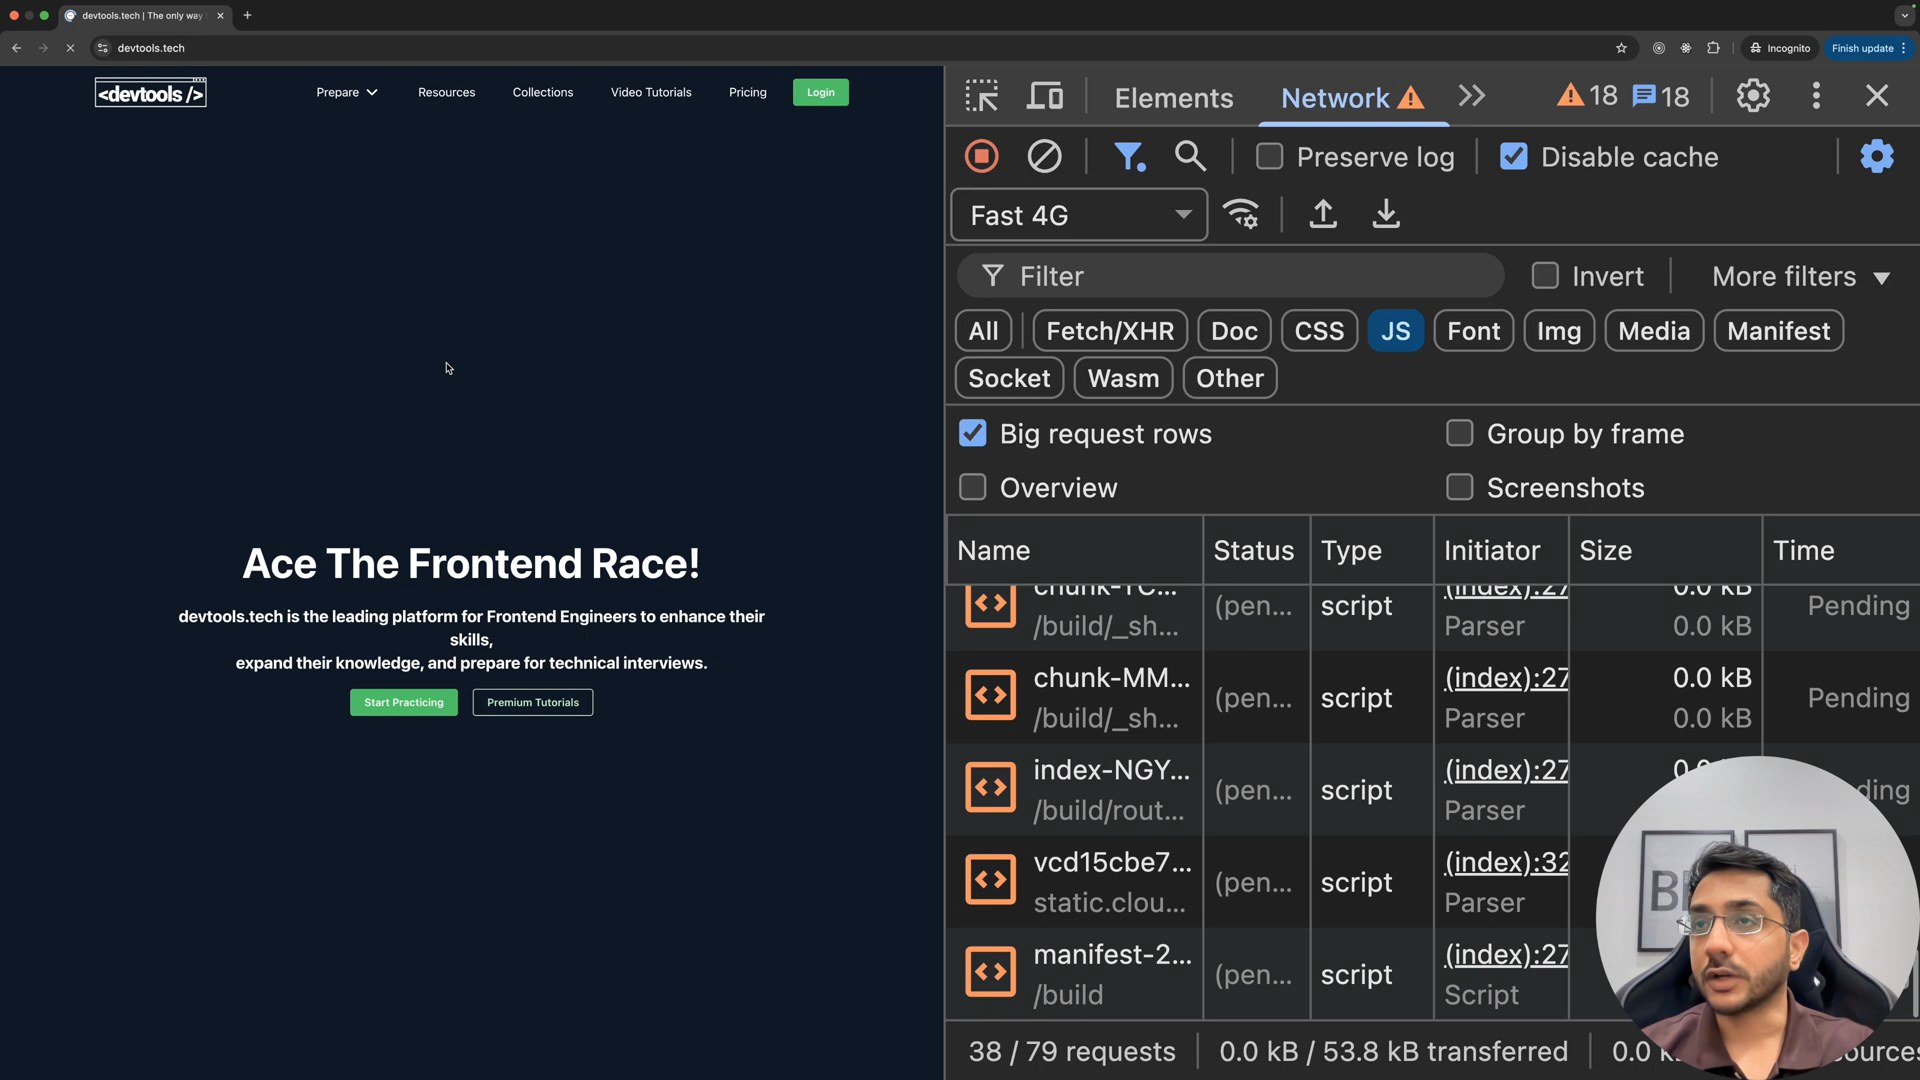 devtools.tech | The only way
devtools.tech
Incognito
Finish update
<devtools />
Prepare
Resources
Collections
Video Tutorials
Pricing
Login
Ace The Frontend Race!
devtools.tech is the leading platform for Frontend Engineers to enhance their
skills,
expand their knowledge, and prepare for technical interviews.
Start Practicing
Premium Tutorials
Elements
Network
18
18
Preserve log
Disable cache
Fast 4G
Filter
Invert
More filters
All
Fetch/XHR
Doc
CSS
JS
Font
Img
Media
Manifest
Socket
Wasm
Other
Big request rows
Group by frame
Overview
Screenshots
Name
Status
Type
Initiator
Size
Time
(index):27
0.0 kB
/build/_sh...
(pen...
script
Parser
0.0 kB
Pending
chunk-MM...
/build/_sh...
(pen...
script
(index):27
Parser
0.0 kB
0.0 kB
Pending
index-NGY...
/build/rout...
(pen...
script
(index):27
Parser
vcd15cbe7...
static.clou...
(pen...
script
(index):32
Parser
manifest-2...
/build
(pen...
script
(index):27
Script
38 / 79 requests
0.0 kB / 53.8 kB transferred